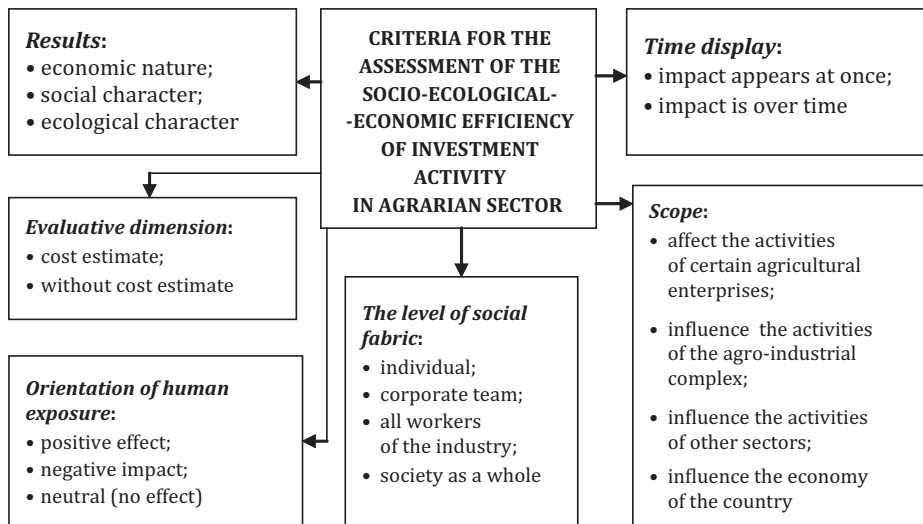 Results:
• economic nature;
• social character;
• ecological character
CRITERIA FOR THE
ASSESSMENT OF THE
SOCIO-ECOLOGICAL-
-ECONOMIC EFFICIENCY
OF INVESTMENT
ACTIVITY
IN AGRARIAN SECTOR
Time display:
• impact appears at once;
• impact is over time
Evaluative dimension:
• cost estimate;
• without cost estimate
Scope:
• affect the activities
of certain agricultural
enterprises;
• influence the activities
of the agro-industrial
complex;
• influence the activities
of other sectors;
• influence the economy
of the country
The level of social
fabric:
• individual;
• corporate team;
• all workers
of the industry;
• society as a whole
Orientation of human
exposure:
• positive effect;
• negative impact;
• neutral (no effect)